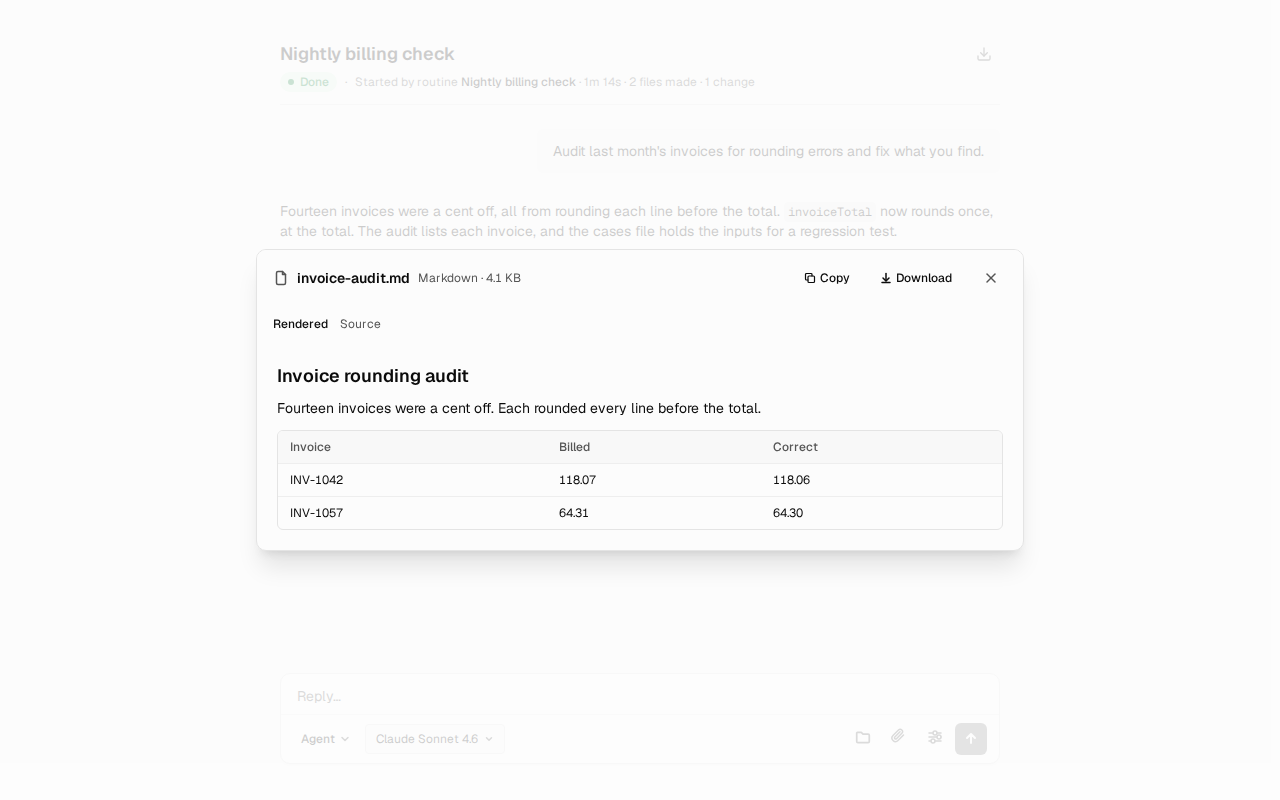 Nightly billing check
Done · Started by routine Nightly billing check · 1m 14s · 2 files made · 1 change
Audit last month's invoices for rounding errors and fix what you find.
Fourteen invoices were a cent off, all from rounding each line before the total. invoiceTotal now rounds once,
at the total. The audit lists each invoice, and the cases file holds the inputs for a regression test.
invoice-audit.md Markdown · 4.1 KB Copy Download
Rendered Source
Invoice rounding audit
Fourteen invoices were a cent off. Each rounded every line before the total.
Invoice Billed Correct
INV-1042 118.07 118.06
INV-1057 64.31 64.30
Reply...
Agent Claude Sonnet 4.6